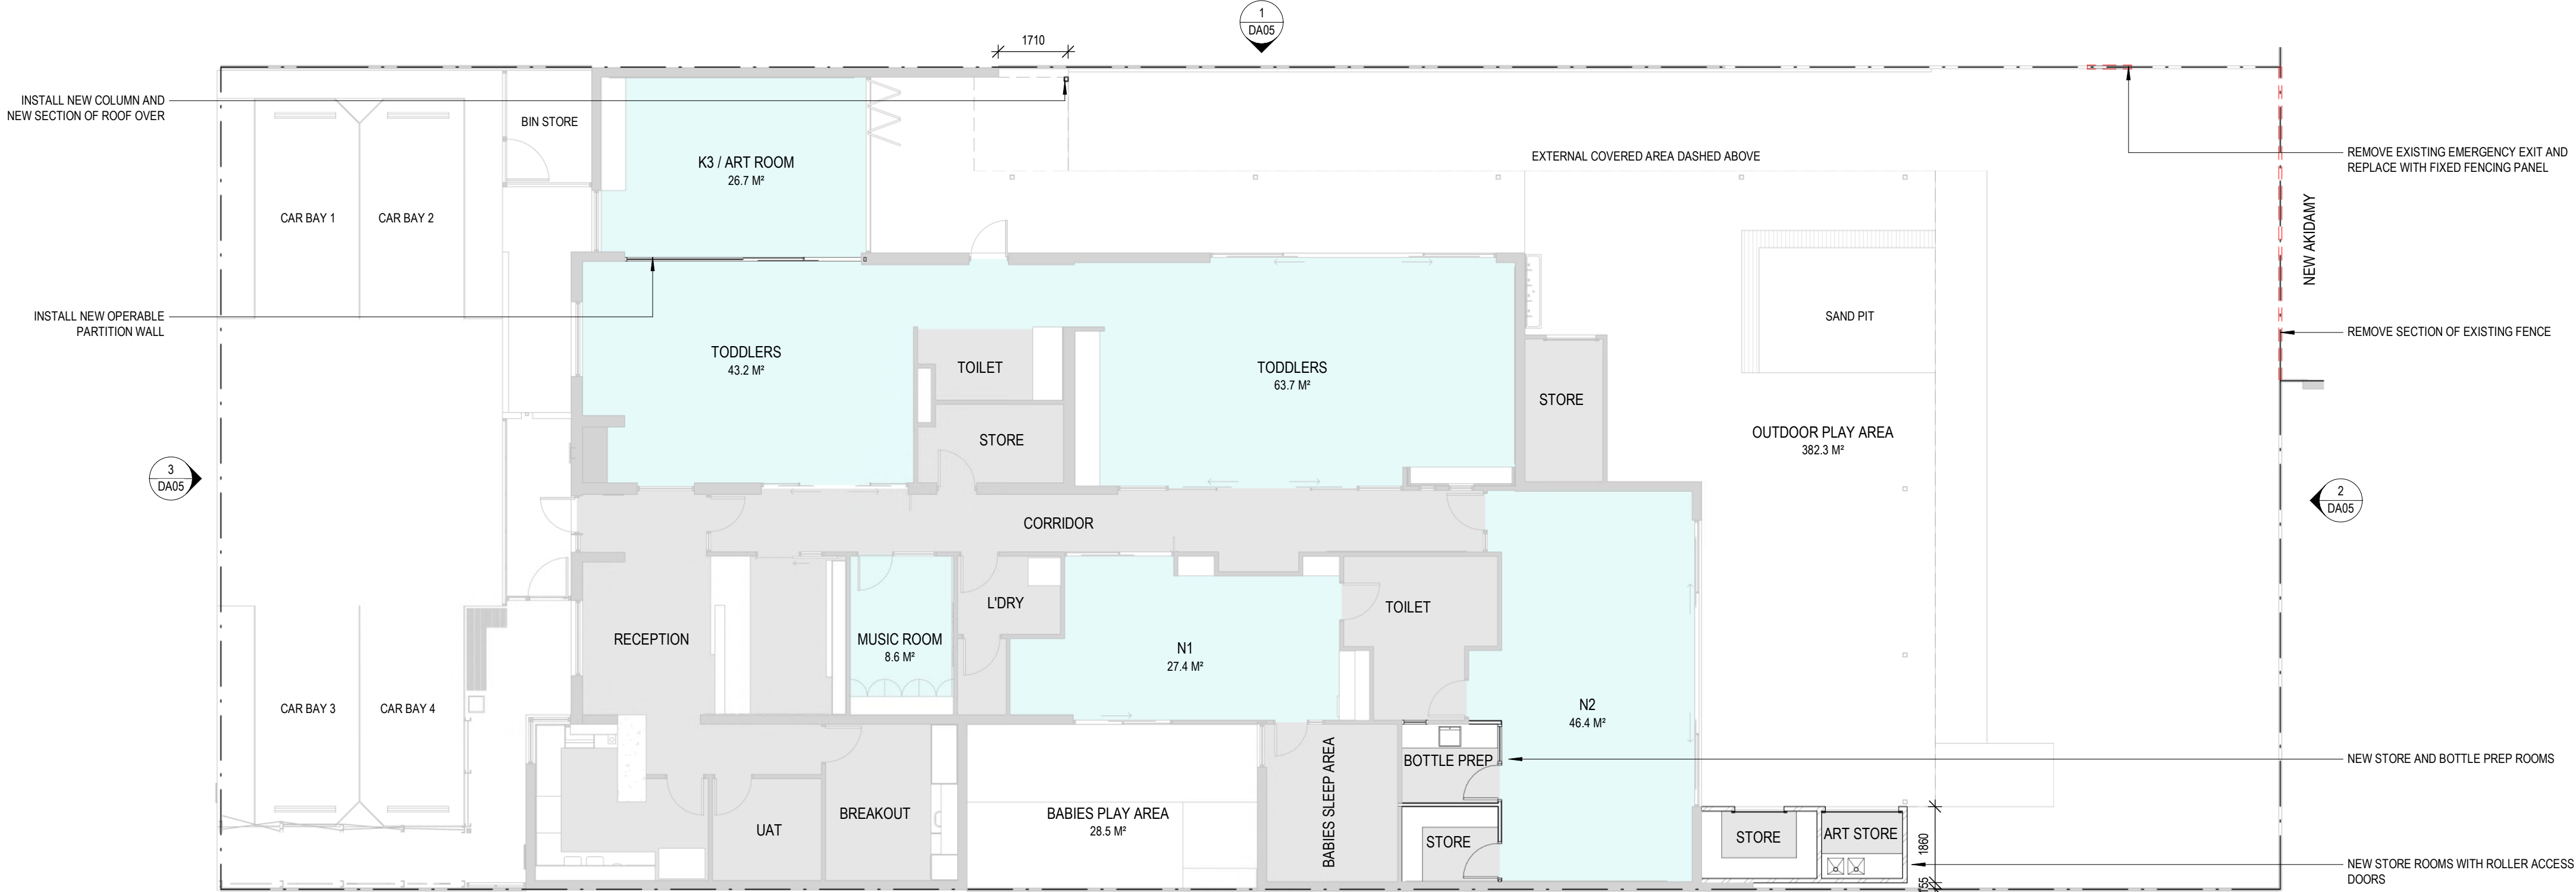 1
DA05
1710
INSTALL NEW COLUMN AND
NEW SECTION OF ROOF OVER
BIN STORE
K3 / ART ROOM
26.7 M²
EXTERNAL COVERED AREA DASHED ABOVE
REMOVE EXISTING EMERGENCY EXIT AND
REPLACE WITH FIXED FENCING PANEL
CAR BAY 1
CAR BAY 2
NEW AKIDAMY
INSTALL NEW OPERABLE
PARTITION WALL
SAND PIT
REMOVE SECTION OF EXISTING FENCE
TODDLERS
43.2 M²
TOILET
TODDLERS
63.7 M²
STORE
STORE
OUTDOOR PLAY AREA
382.3 M²
3
DA05
2
DA05
CORRIDOR
RECEPTION
MUSIC ROOM
8.6 M²
L'DRY
N1
27.4 M²
TOILET
CAR BAY 3
CAR BAY 4
N2
46.4 M²
BOTTLE PREP
NEW STORE AND BOTTLE PREP ROOMS
UAT
BREAKOUT
BABIES PLAY AREA
28.5 M²
BABIES SLEEP AREA
STORE
STORE
ART STORE
1860
155
NEW STORE ROOMS WITH ROLLER ACCESS
DOORS